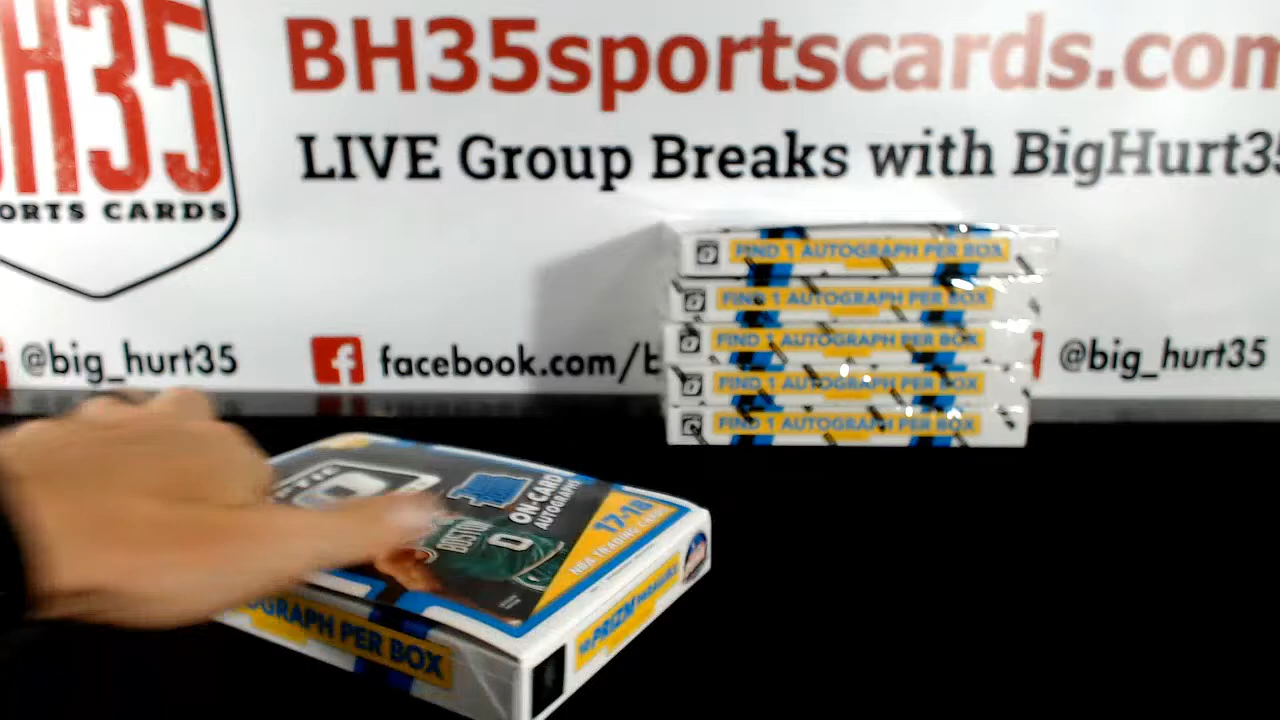 BH35sportscards.com
LIVE Group Breaks with BigHurt35
H35
ORTS CARDS
@big_hurt35
facebook.com/b
@big_hurt35
FIND 1 AUTOGRAPH PER BOX
FIND 1 AUTOGRAPH PER BOX
FIND 1 AUTOGRAPH PER BOX
FIND 1 AUTOGRAPH PER BOX
FIND 1 AUTOGRAPH PER BOX
ON-CARD
AUTOGRAPHS
17-18
NBA TRADING CARDS
BOSTON
0
OGRAPH PER BOX
PRIZM